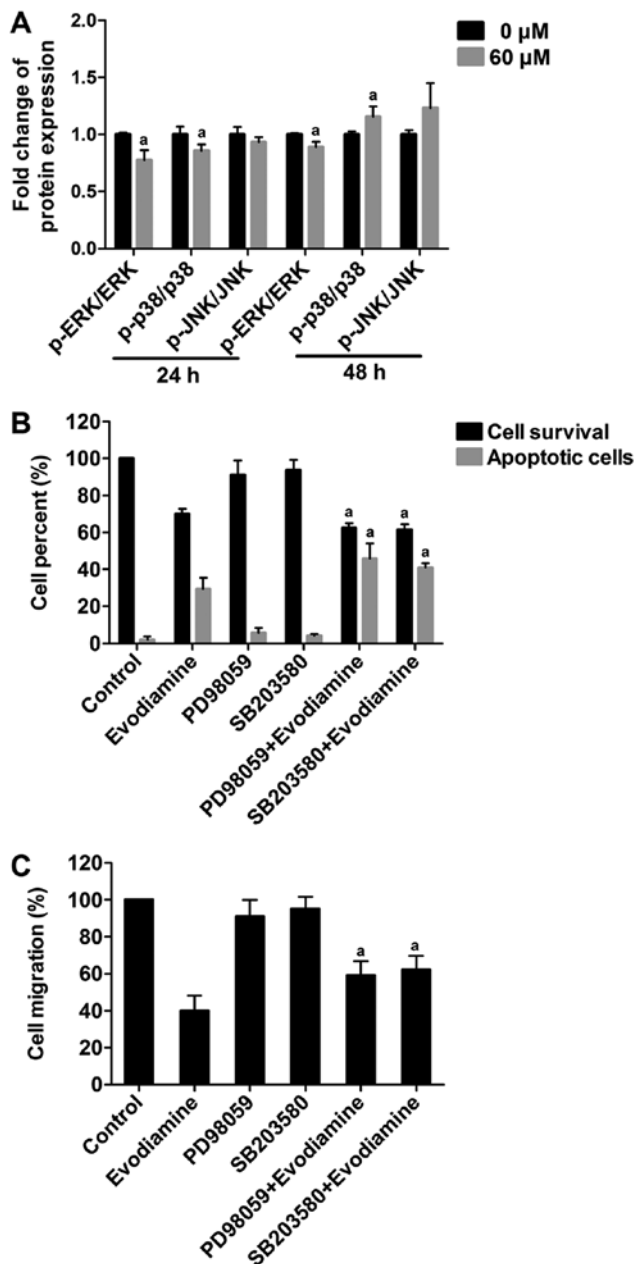 A
Fold change of
protein expression
2.0
1.5
1.0
0.5
0.0
0 µM
60 µM
a
a
a
a
p-ERK/ERK
p-p38/p38
p-JNK/JNK
p-ERK/ERK
p-p38/p38
p-JNK/JNK
24 h
48 h
B
Cell percent (%)
120
100
80
60
40
20
0
Cell survival
Apoptotic cells
a
a
a
a
Control
Evodiamine
PD98059
SB203580
PD98059+Evodiamine
SB203580+Evodiamine
C
Cell migration (%)
120
100
80
60
40
20
0
a
a
Control
Evodiamine
PD98059
SB203580
PD98059+Evodiamine
SB203580+Evodiamine